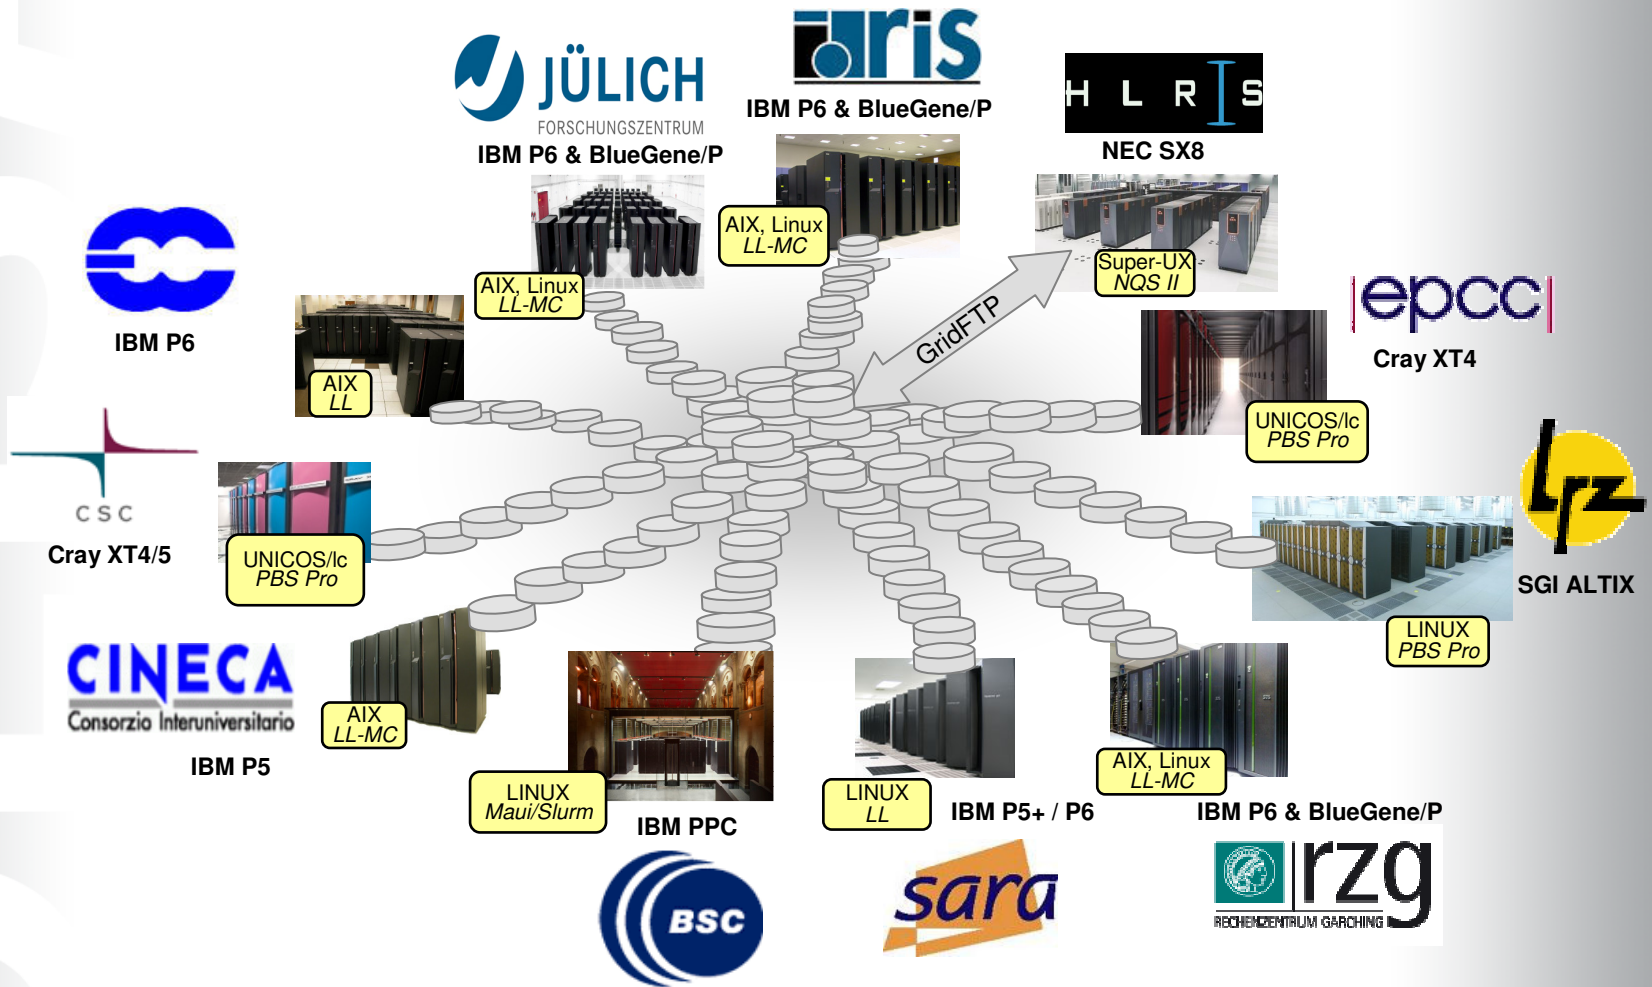 idris
IBM P6 & BlueGene/P
JÜLICH
FORSCHUNGSZENTRUM
IBM P6 & BlueGene/P
H L R I S
NEC SX8
AIX, Linux
LL-MC
AIX, Linux
LL-MC
Super-UX
NQS II
GridFTP
|epcc|
Cray XT4
IBM P6
AIX
LL
UNICOS/lc
PBS Pro
CSC
Cray XT4/5
UNICOS/lc
PBS Pro
lrz
SGI ALTIX
LINUX
PBS Pro
CINECA
Consorzio Interuniversitario
IBM P5
AIX
LL-MC
LINUX
Maui/Slurm
IBM PPC
BSC
LINUX
LL
IBM P5+ / P6
sara
AIX, Linux
LL-MC
IBM P6 & BlueGene/P
rzg
RECHENZENTRUM GARCHING